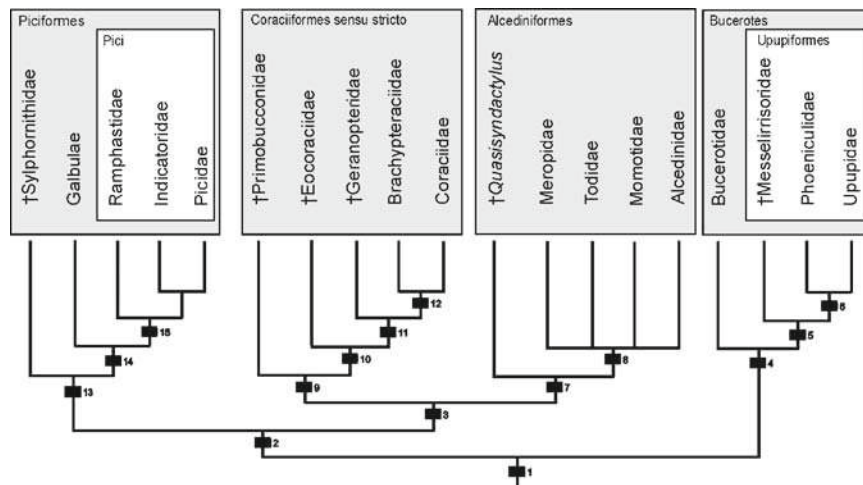 Piciformes
Pici
†Sylphornithidae
Galbulae
Ramphastidae
Indicatoridae
Picidae
Coraciiformes sensu stricto
†Primobucconidae
†Eocoraciidae
†Geranopteridae
Brachypteraciidae
Coraciidae
Alcediniformes
†Quasisyndactylus
Meropidae
Todidae
Momotidae
Alcedinidae
Bucerotes
Upupiformes
Bucerotidae
†Messelirrisoridae
Phoeniculidae
Upupidae
12
6
15
11
5
14
10
8
4
13
9
7
3
2
1